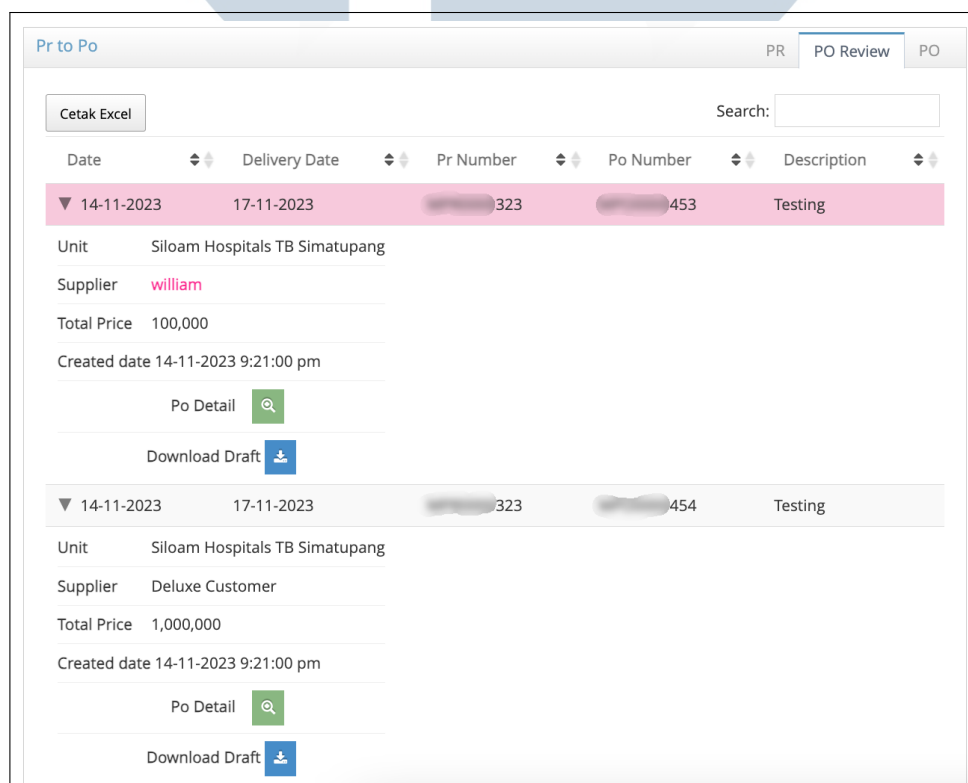 Pr to Po
PR PO Review PO
Cetak Excel Search:
Date Delivery Date Pr Number Po Number Description
14-11-2023 17-11-2023 323 453 Testing
Unit Siloam Hospitals TB Simatupang
Supplier william
Total Price 100,000
Created date 14-11-2023 9:21:00 pm
Po Detail
Download Draft
14-11-2023 17-11-2023 323 454 Testing
Unit Siloam Hospitals TB Simatupang
Supplier Deluxe Customer
Total Price 1,000,000
Created date 14-11-2023 9:21:00 pm
Po Detail
Download Draft